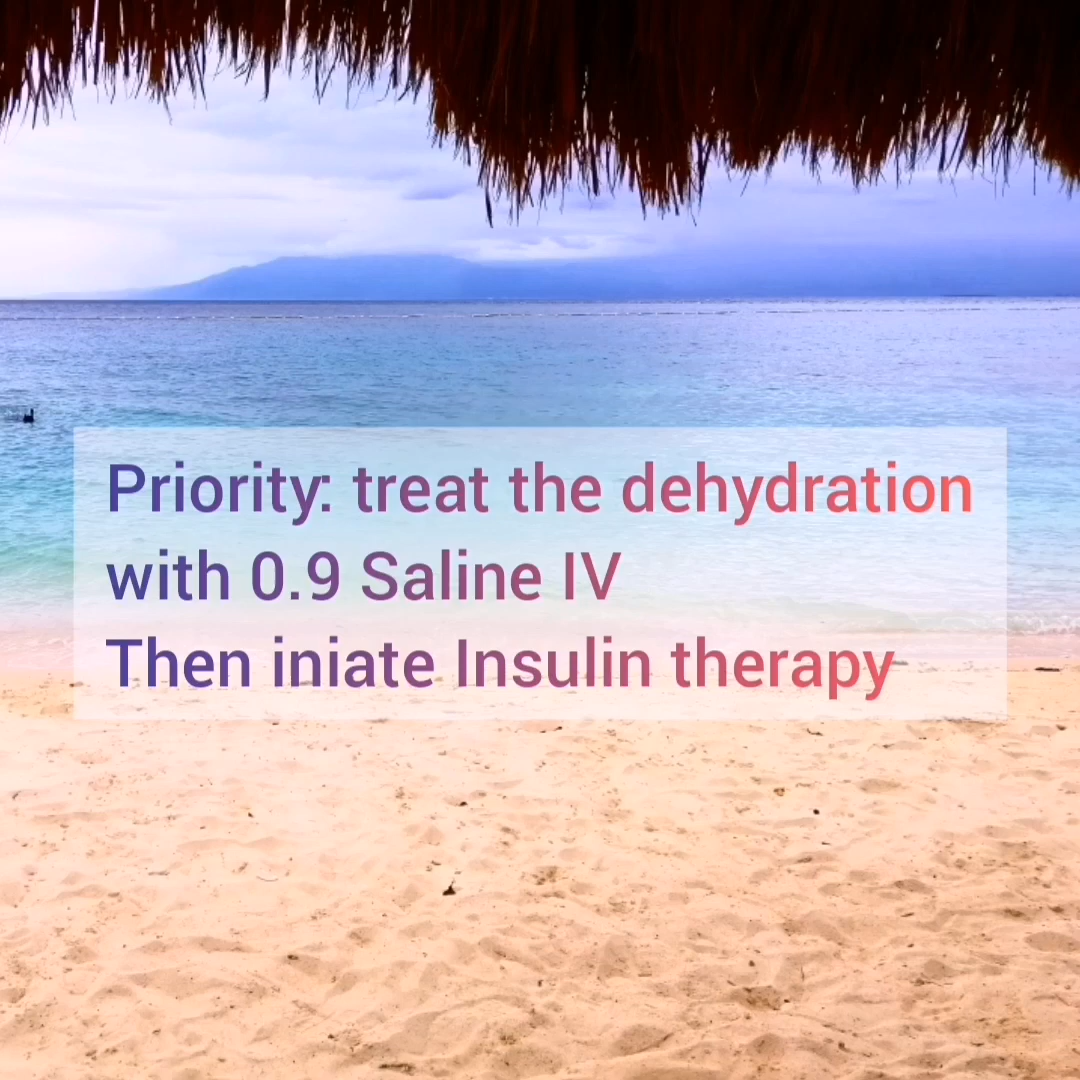 Priority: treat the dehydration
with 0.9 Saline IV
Then iniate Insulin therapy